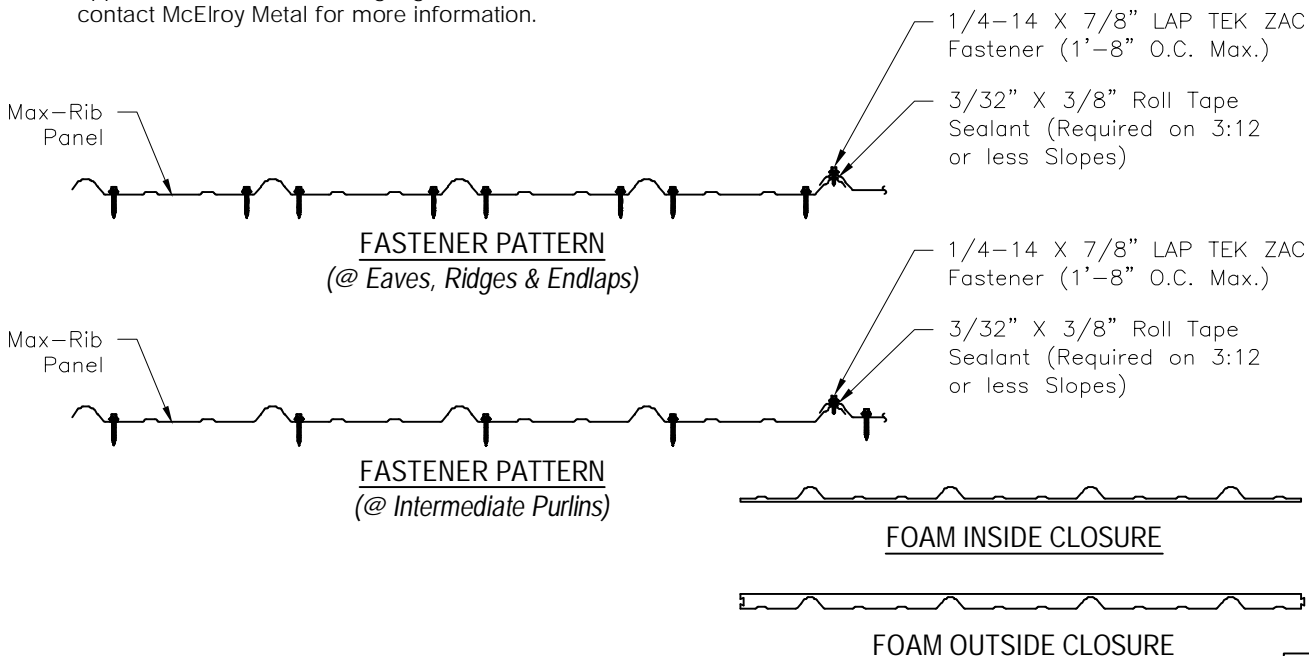 contact McElroy Metal for more information.
1/4-14 X 7/8" LAP TEK ZAC
Fastener (1'-8" O.C. Max.)
3/32" X 3/8" Roll Tape
Sealant (Required on 3:12
or less Slopes)
Max-Rib
Panel
FASTENER PATTERN
(@ Eaves, Ridges & Endlaps)
1/4-14 X 7/8" LAP TEK ZAC
Fastener (1'-8" O.C. Max.)
3/32" X 3/8" Roll Tape
Sealant (Required on 3:12
or less Slopes)
Max-Rib
Panel
FASTENER PATTERN
(@ Intermediate Purlins)
FOAM INSIDE CLOSURE
FOAM OUTSIDE CLOSURE